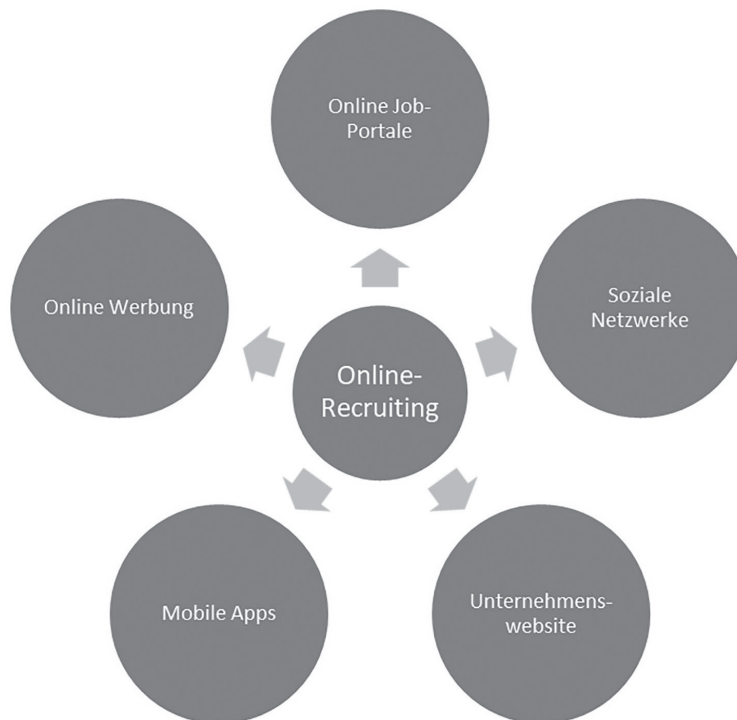 Online Job-
Portale
Online Werbung
Soziale
Netzwerke
Online-
Recruiting
Mobile Apps
Unternehmens-
website